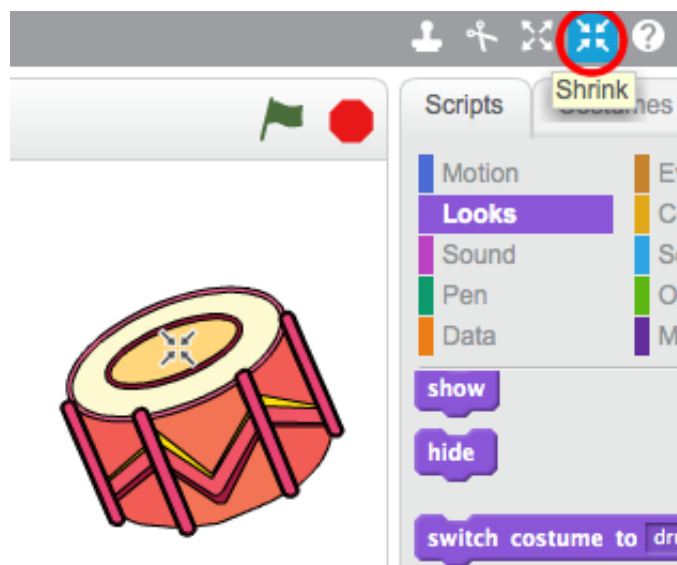 ?
Shrink
Scripts
Motion
Looks
Sound
Pen
Data
show
hide
switch costume to